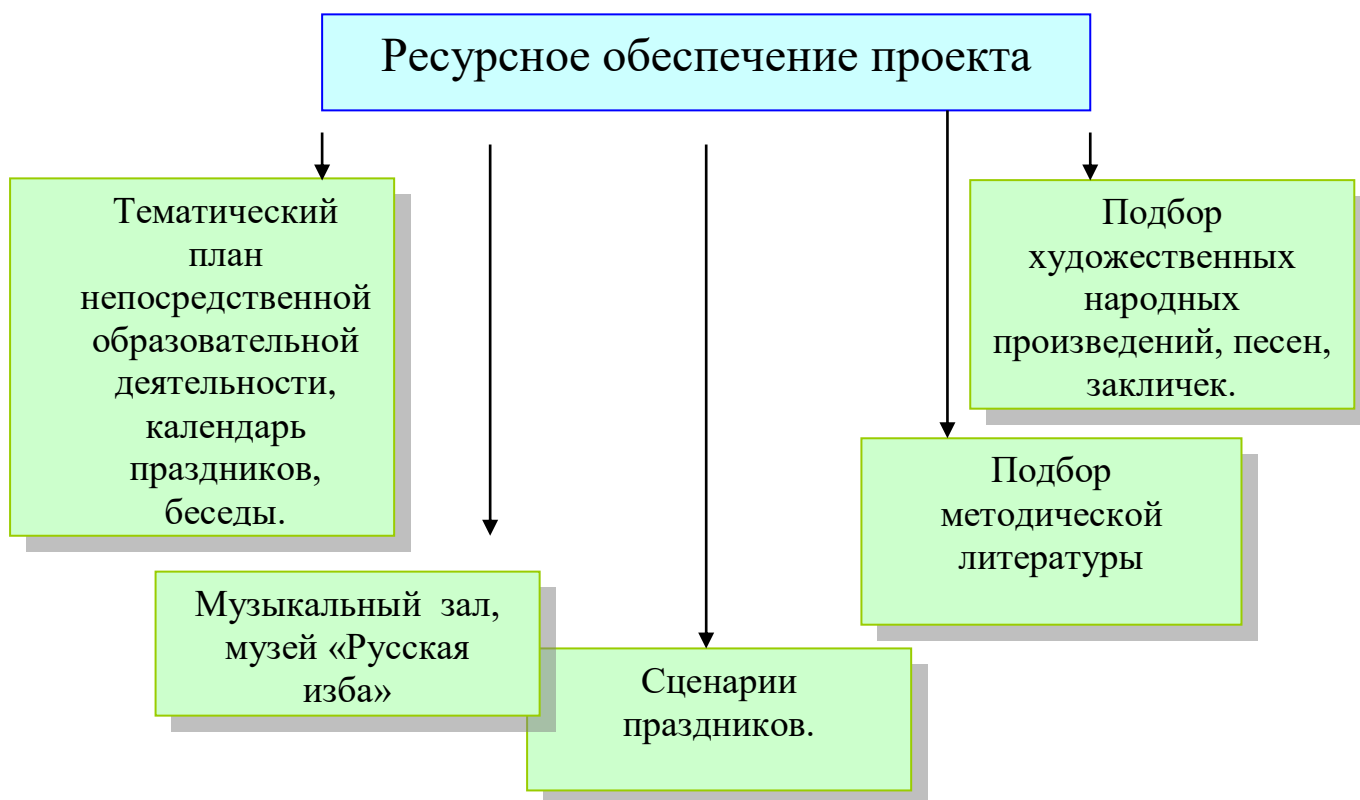 Ресурсное обеспечение проекта
Тематический
план
непосредственной
образовательной
деятельности,
календарь
праздников,
беседы.
Музыкальный зал,
музей «Русская
изба»
Сценарии
праздников.
Подбор
методической
литературы
Подбор
художественных
народных
произведений, песен,
закличек.